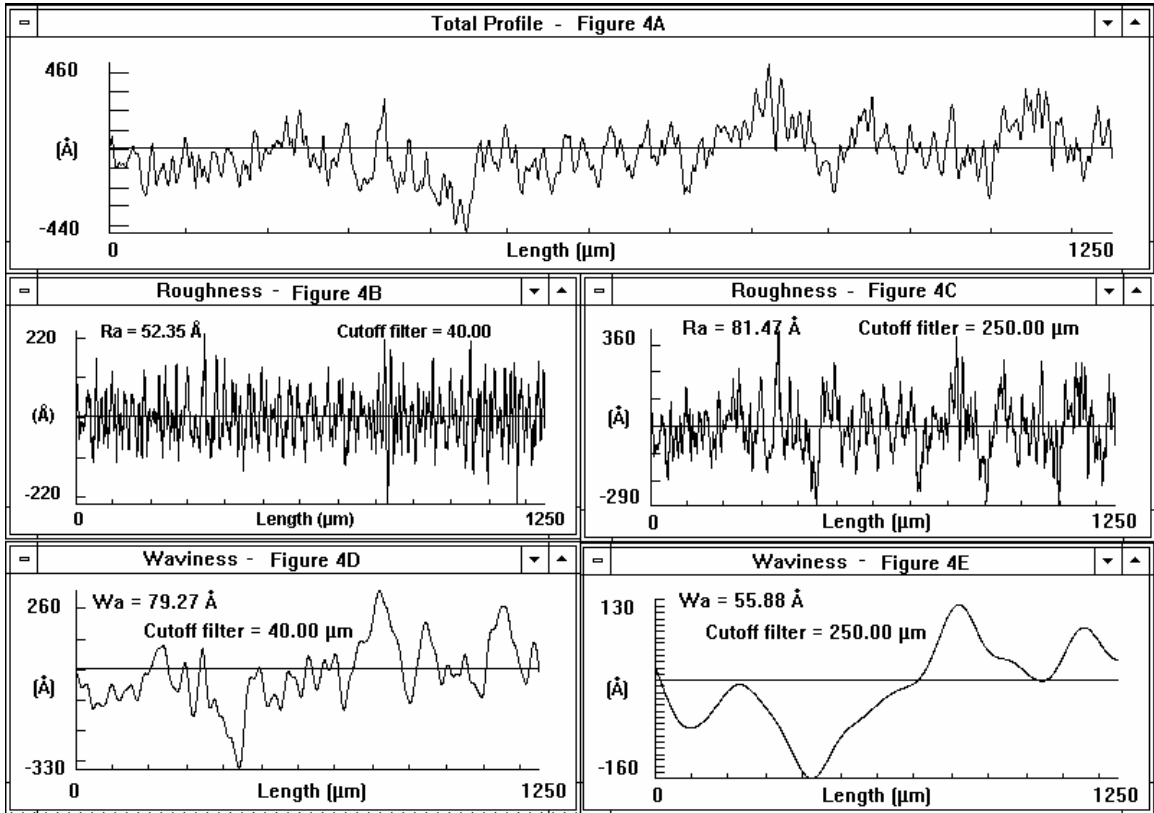 Total Profile - Figure 4A
460
(Å)
-440
0 Length (µm) 1250
Roughness - Figure 4B
Ra = 52.35 Å Cutoff filter = 40.00
220
(Å)
-220
0 Length (µm) 1250
Roughness - Figure 4C
Ra = 81.47 Å Cutoff fitler = 250.00 µm
360
(Å)
-290
0 Length (µm) 1250
Waviness - Figure 4D
Wa = 79.27 Å
260
Cutoff filter = 40.00 µm
(Å)
-330
0 Length (µm) 1250
Waviness - Figure 4E
Wa = 55.88 Å
130
Cutoff filter = 250.00 µm
(Å)
-160
0 Length (µm) 1250